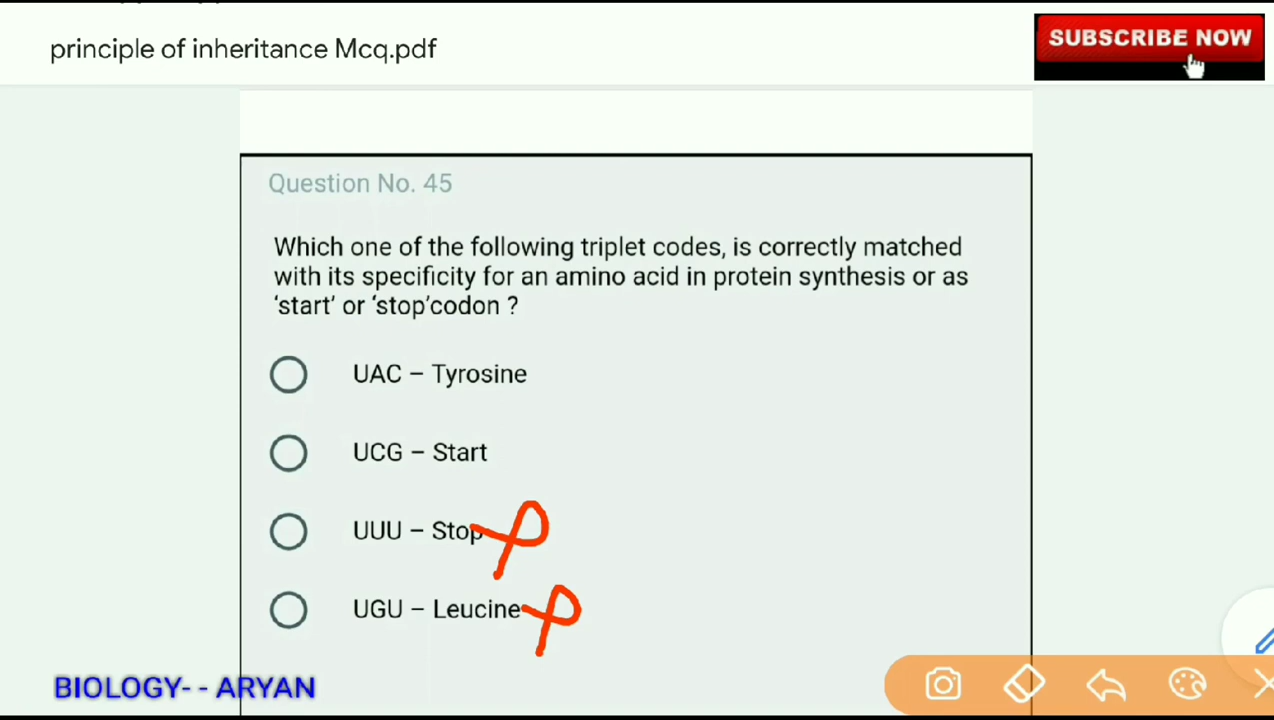 principle of inheritance Mcq.pdf
SUBSCRIBE NOW
Question No. 45
Which one of the following triplet codes, is correctly matched
with its specificity for an amino acid in protein synthesis or as
‘start’ or ‘stop’codon ?
UAC – Tyrosine
UCG – Start
UUU – Stop
UGU – Leucine
BIOLOGY- - ARYAN